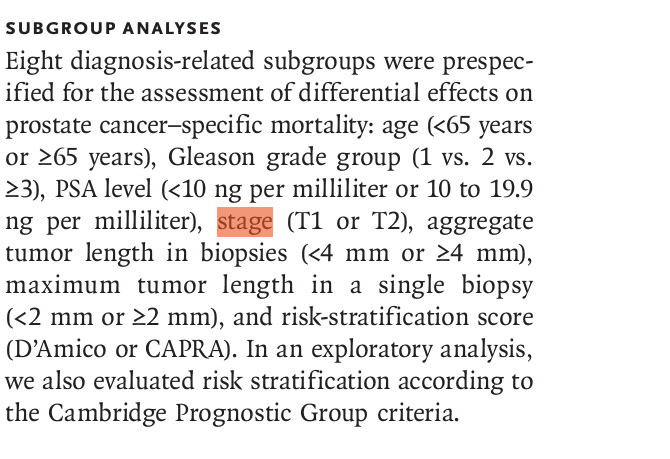 SUBGROUP ANALYSES
Eight diagnosis-related subgroups were prespec-
ified for the assessment of differential effects on
prostate cancer–specific mortality: age (<65 years
or ≥65 years), Gleason grade group (1 vs. 2 vs.
≥3), PSA level (<10 ng per milliliter or 10 to 19.9
ng per milliliter), stage (T1 or T2), aggregate
tumor length in biopsies (<4 mm or ≥4 mm),
maximum tumor length in a single biopsy
(<2 mm or ≥2 mm), and risk-stratification score
(D’Amico or CAPRA). In an exploratory analysis,
we also evaluated risk stratification according to
the Cambridge Prognostic Group criteria.